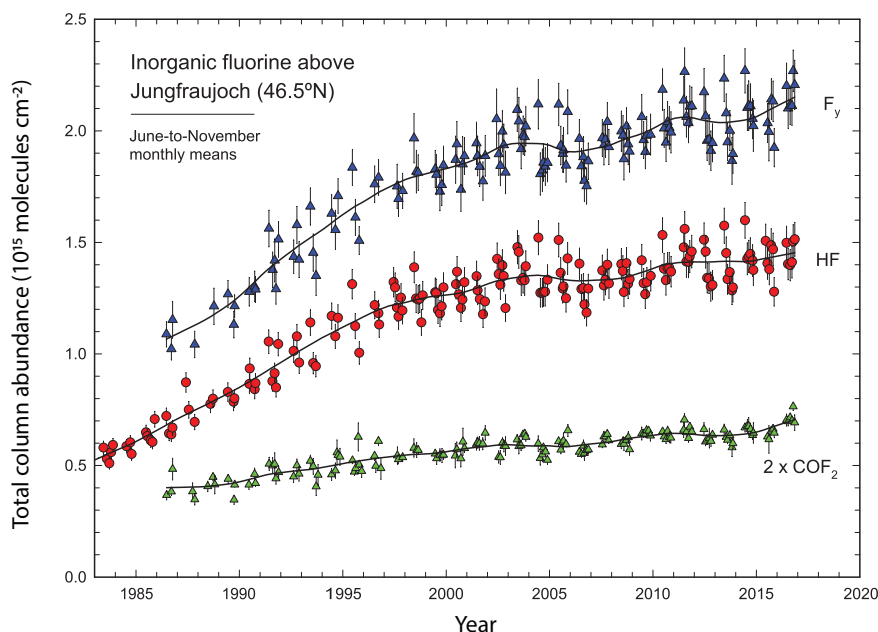 Inorganic fluorine above
Jungfraujoch (46.5ºN)
June-to-November
monthly means
Total column abundance (10¹⁵ molecules cm⁻²)
2.5
2.0
1.5
1.0
0.5
0.0
Fy
HF
2 x COF₂
1985 1990 1995 2000 2005 2010 2015 2020
Year